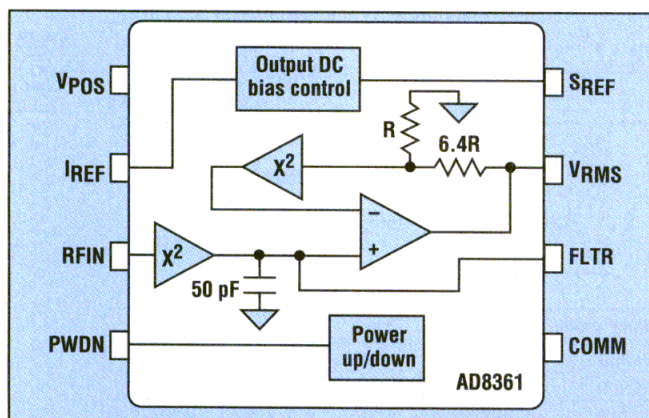 VPOS
Output DC
bias control
SREF
R
6.4R
IREF
X²
VRMS
−
+
RFIN
X²
50 pF
FLTR
PWDN
Power
up/down
COMM
AD8361